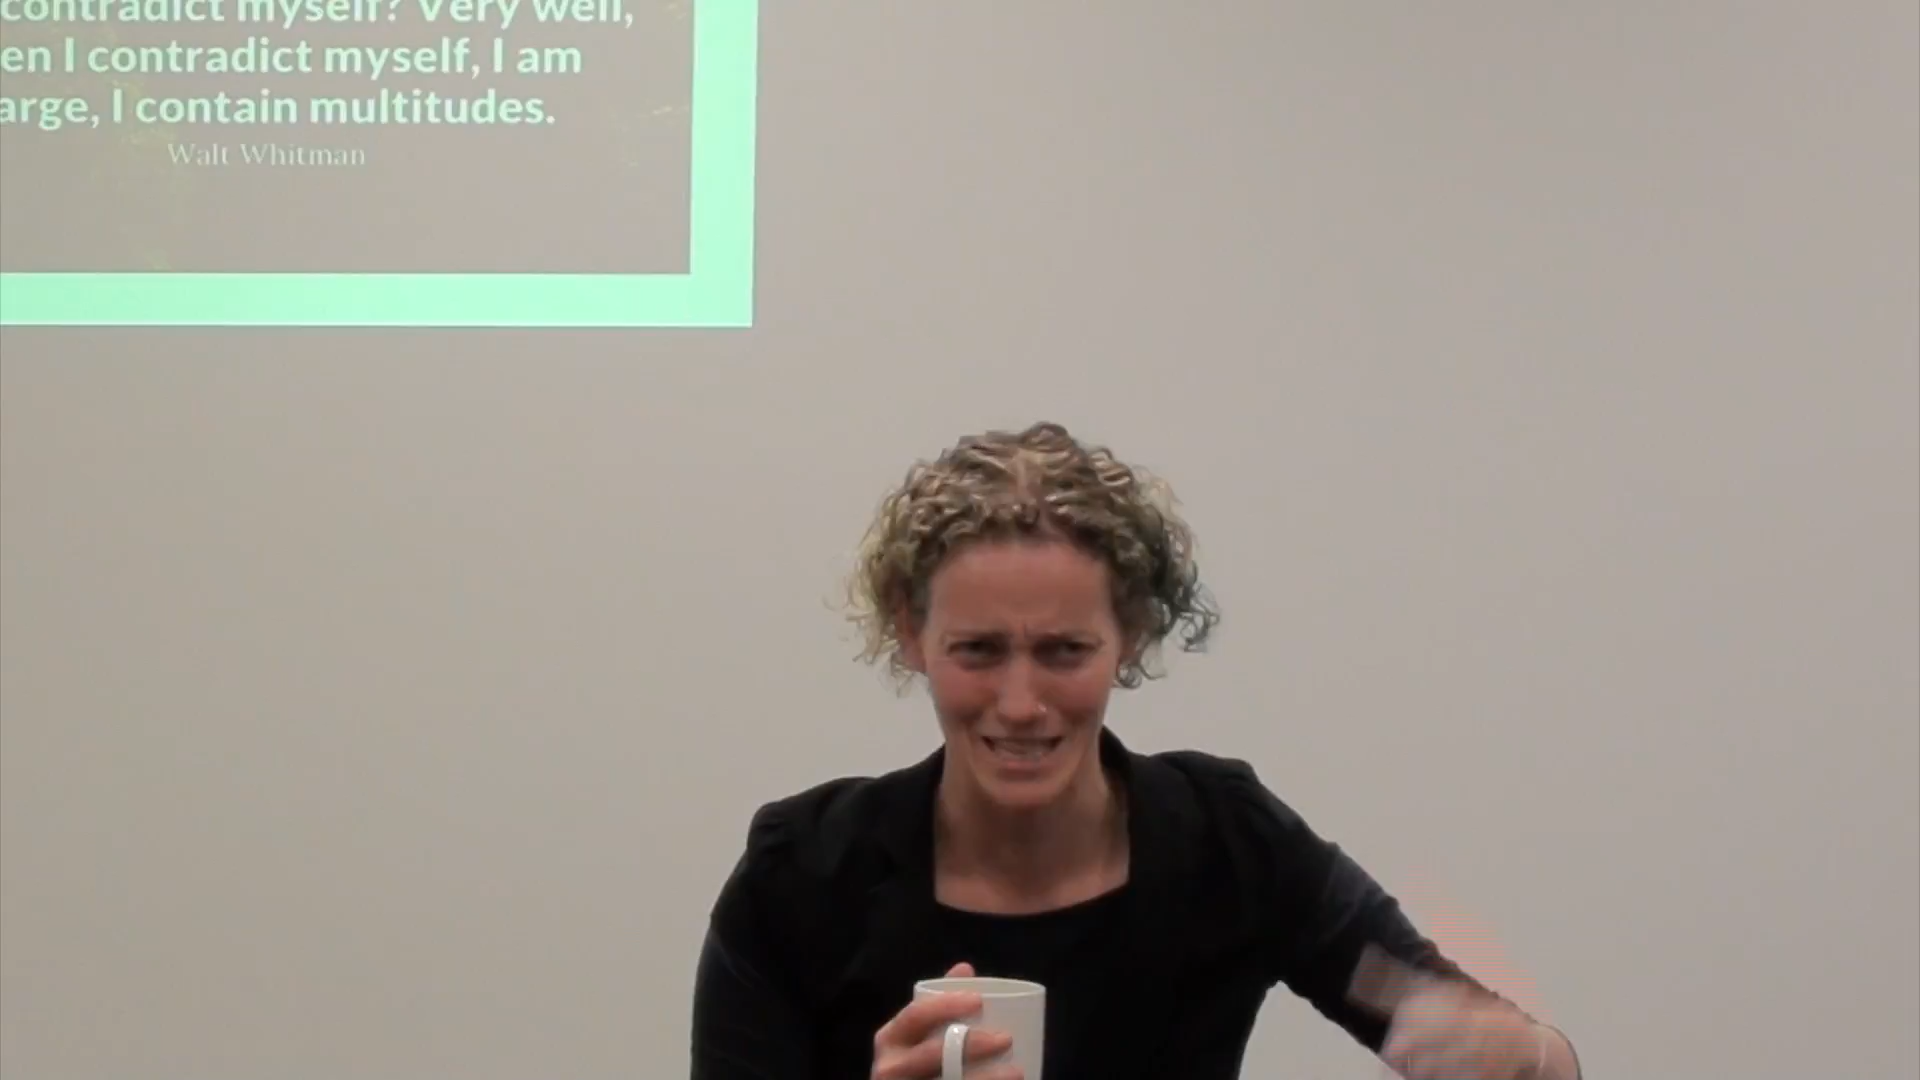 contradict myself? Very well,
en I contradict myself, I am
arge, I contain multitudes.
Walt Whitman